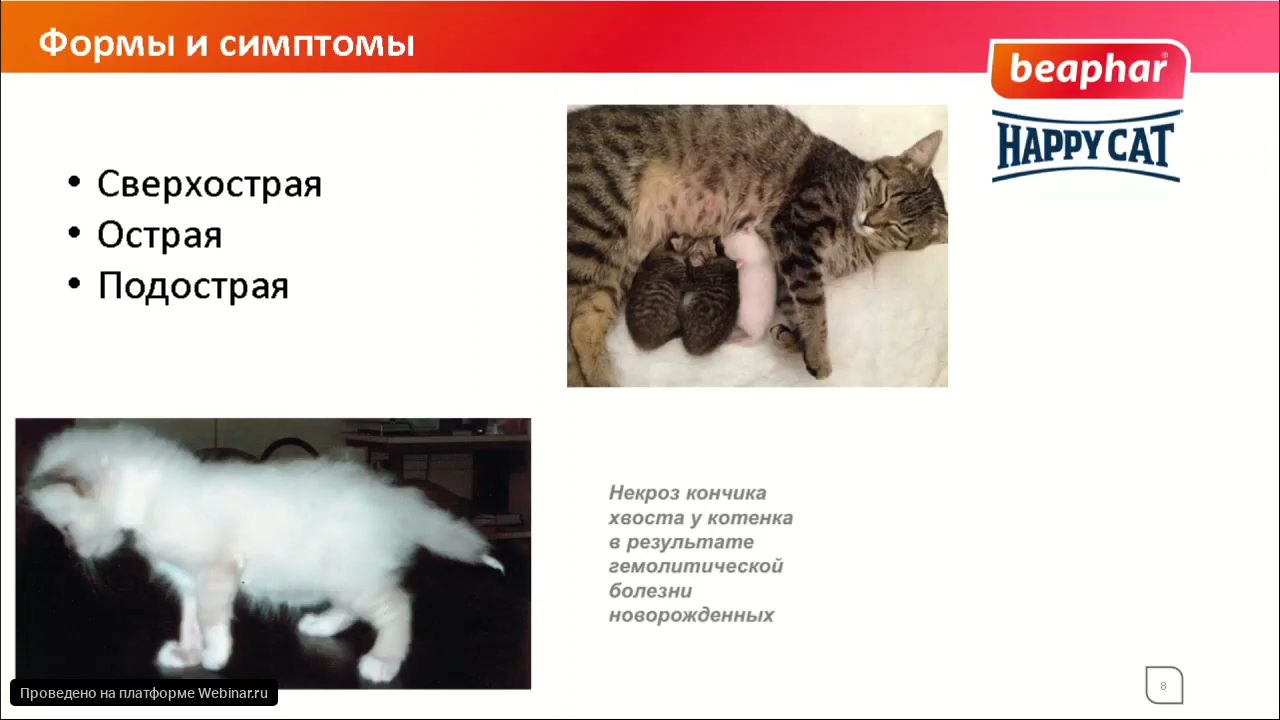 Формы и симптомы
beaphar
HAPPY CAT
• Сверхострая
• Острая
• Подострая
Некроз кончика
хвоста у котенка
в результате
гемолитической
болезни
новорожденных
Проведено на платформе Webinar.ru
8